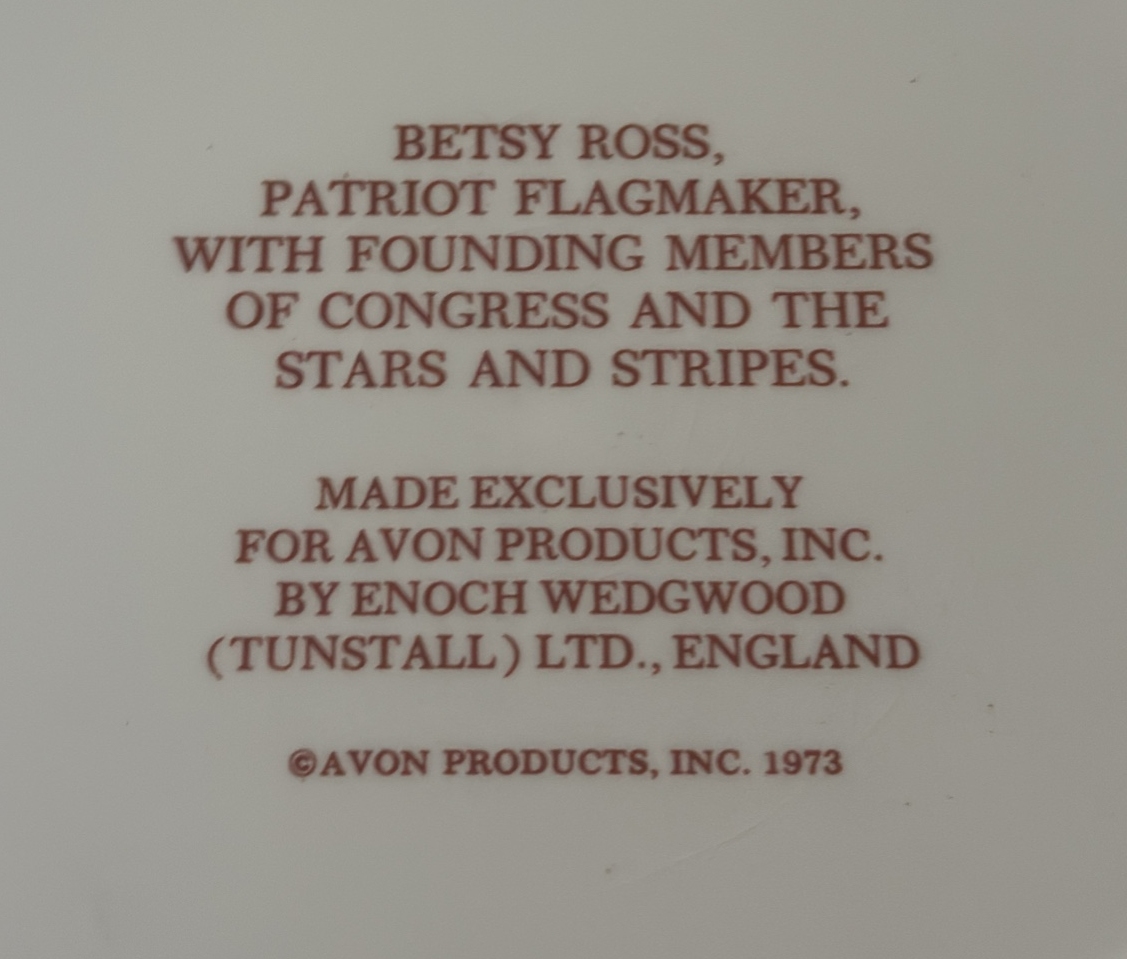 BETSY ROSS,
PATRIOT FLAGMAKER,
WITH FOUNDING MEMBERS
OF CONGRESS AND THE
STARS AND STRIPES.
MADE EXCLUSIVELY
FOR AVON PRODUCTS, INC.
BY ENOCH WEDGWOOD
(TUNSTALL) LTD., ENGLAND
©AVON PRODUCTS, INC. 1973